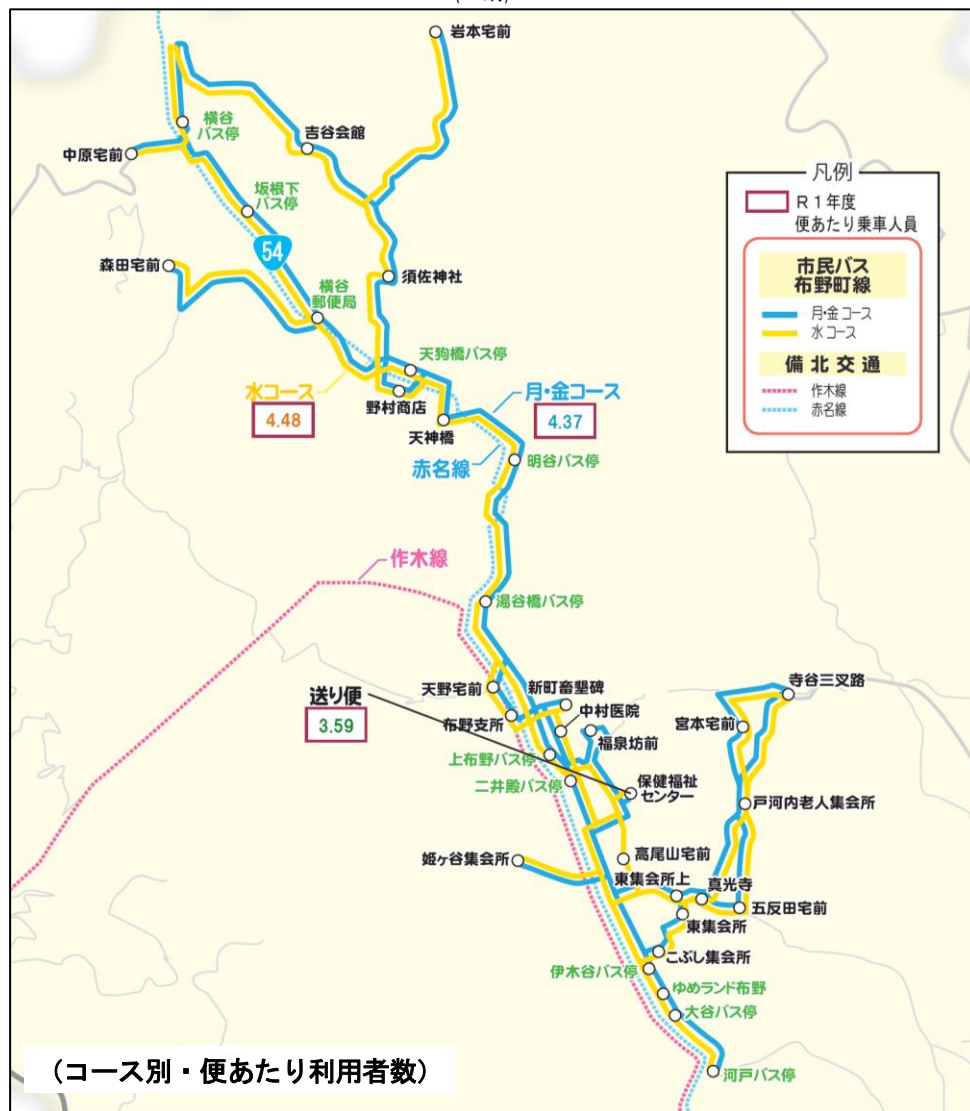 岩本宅前
横谷
バス停
吉谷会館
中原宅前
坂根下
バス停
54
森田宅前
横谷
郵便局
須佐神社
天狗橋バス停
水コース
4.48
野村商店
天神橋
月・金コース
4.37
赤名線
明谷バス停
凡例
R1年度
便あたり乗車人員
市民バス
布野町線
月・金コース
水コース
備北交通
作木線
赤名線
作木線
湯谷橋バス停
送り便
3.59
天野宅前
新町畜墾碑
中村医院
布野支所
福泉坊前
上布野バス停
二井殿バス停
保健福祉
センター
寺谷三叉路
宮本宅前
戸河内老人集会所
姫ヶ谷集会所
高尾山宅前
東集会所上
真光寺
五反田宅前
東集会所
こぶし集会所
伊木谷バス停
ゆめランド布野
大谷バス停
河戸バス停
（コース別・便あたり利用者数）